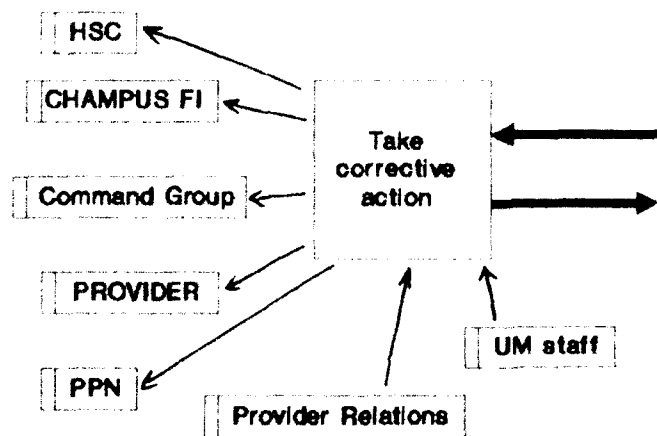 HSC
CHAMPUS FI
Take
corrective
action
Command Group
PROVIDER
UM staff
PPN
Provider Relations